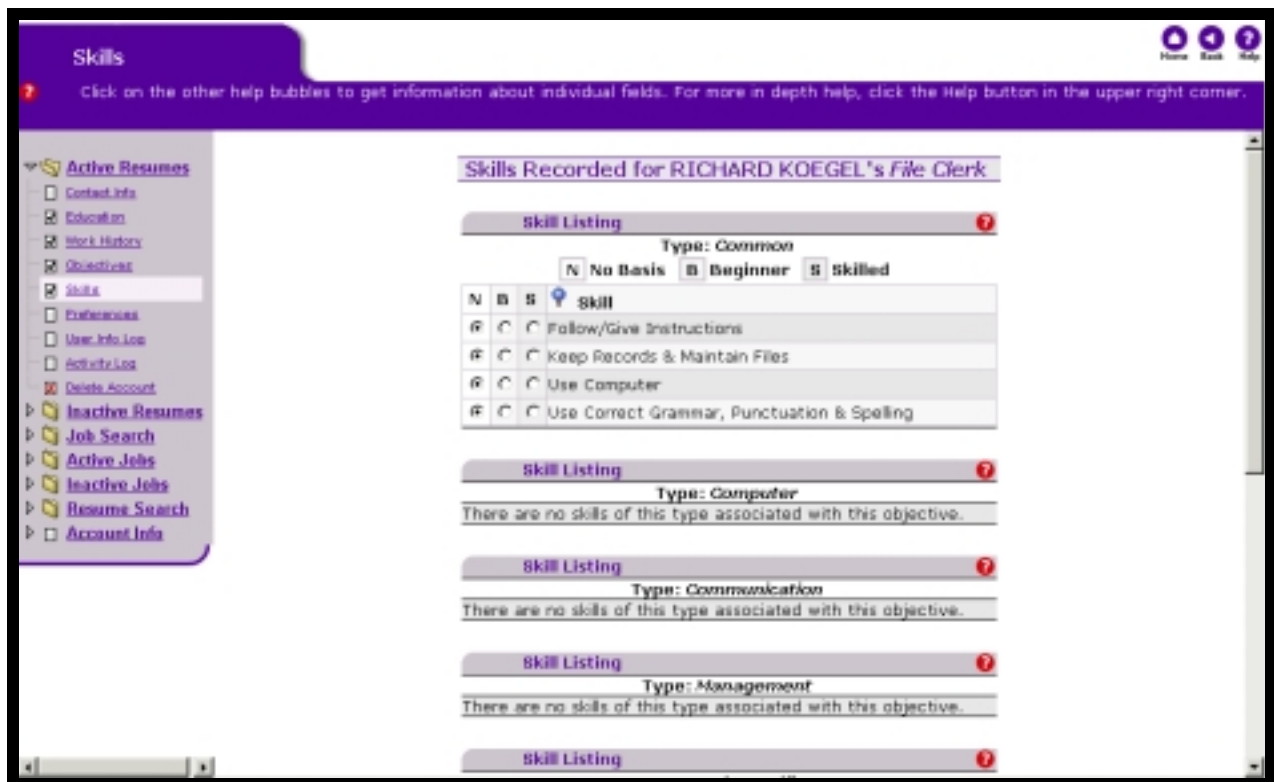 Skills
Home Back Help
Click on the other help bubbles to get information about individual fields. For more in depth help, click the Help button in the upper right corner.
Active Resumes
Contact Info
Education
Work History
Objectives
Skills
Preferences
User Info Log
Activity Log
Delete Account
Inactive Resumes
Job Search
Active Jobs
Inactive Jobs
Resume Search
Account Info
Skills Recorded for RICHARD KOEGEL's File Clerk
Skill Listing
Type: Common
N No Basis B Beginner S Skilled
N B S Skill
Follow/Give Instructions
Keep Records & Maintain Files
Use Computer
Use Correct Grammar, Punctuation & Spelling
Skill Listing
Type: Computer
There are no skills of this type associated with this objective.
Skill Listing
Type: Communication
There are no skills of this type associated with this objective.
Skill Listing
Type: Management
There are no skills of this type associated with this objective.
Skill Listing